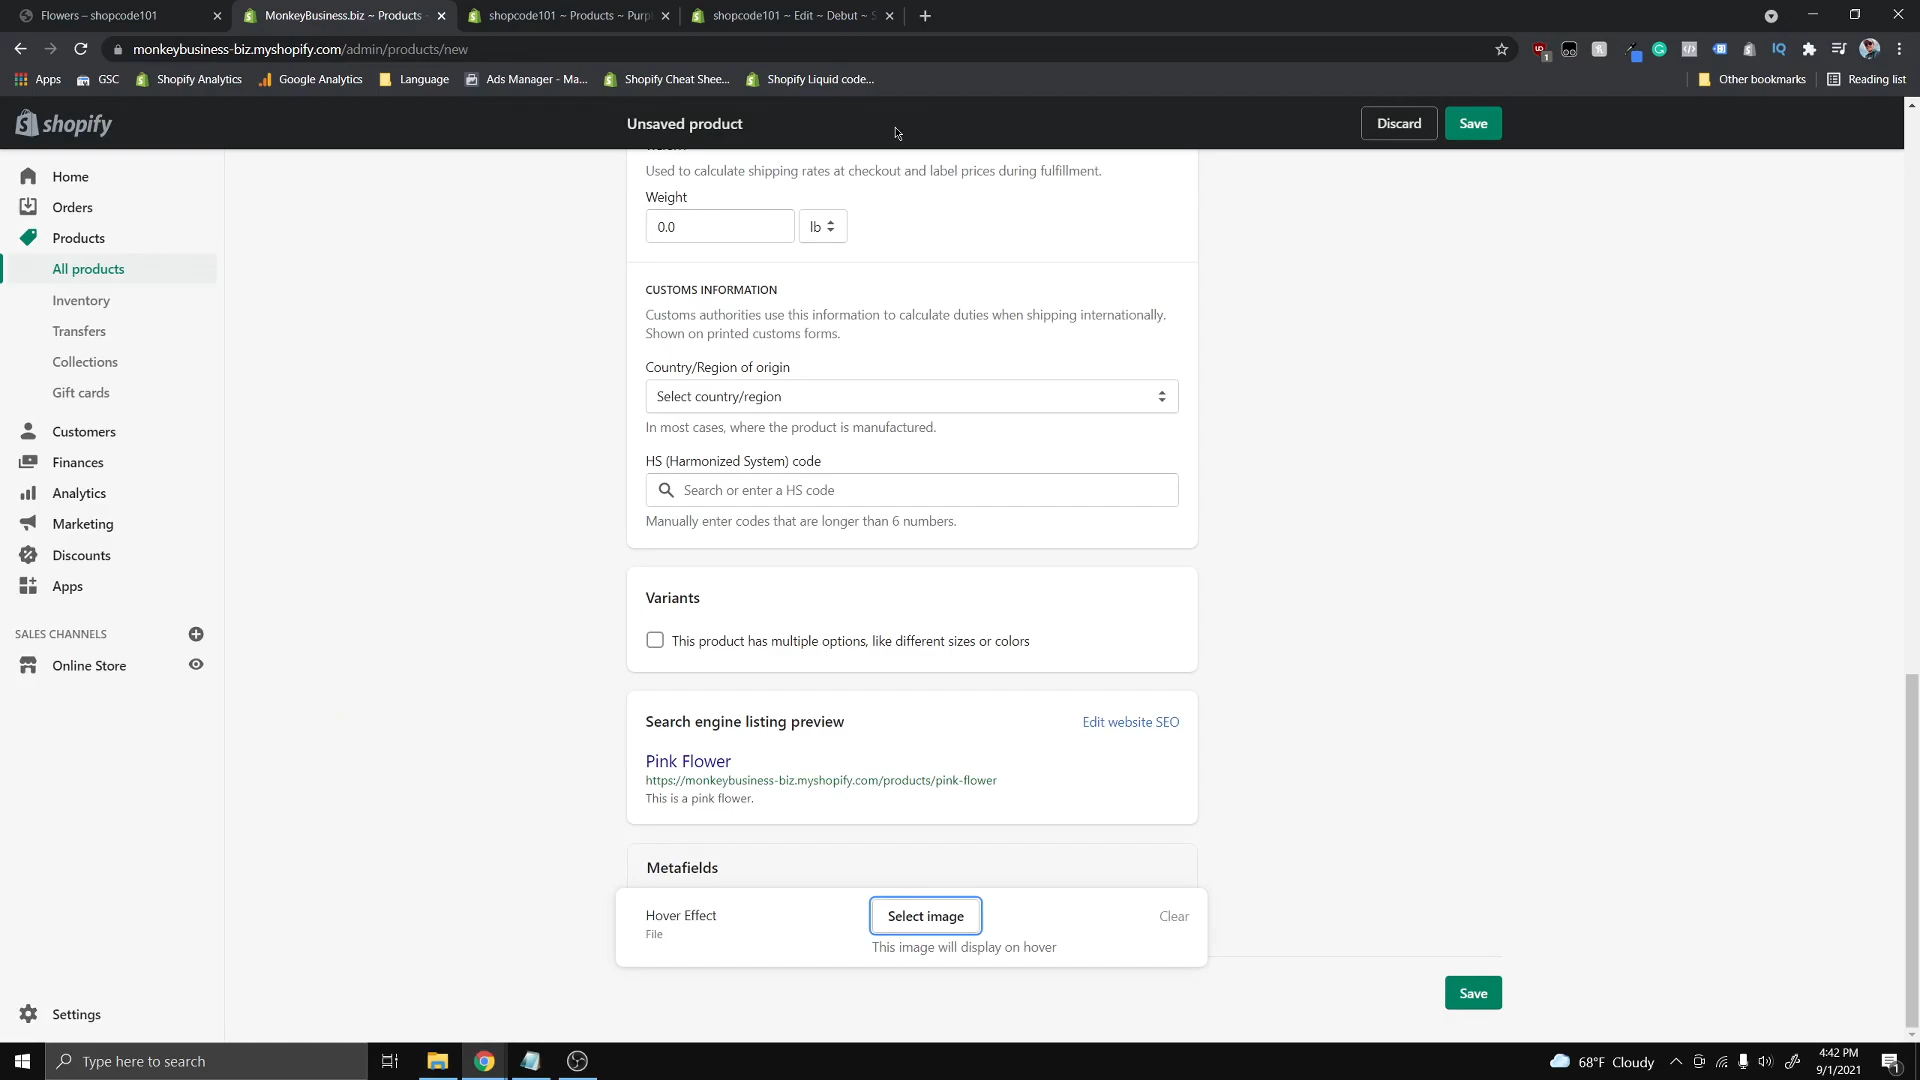 Flowers – shopcode101
MonkeyBusiness.biz ~ Products ·
shopcode101 ~ Products ~ Purpl
shopcode101 ~ Edit ~ Debut ~ S
monkeybusiness-biz.myshopify.com/admin/products/new
Apps
GSC
Shopify Analytics
Google Analytics
Language
Ads Manager - Ma...
Shopify Cheat Shee...
Shopify Liquid code...
Other bookmarks
Reading list
shopify
Unsaved product
Discard
Save
Home
Orders
Products
All products
Inventory
Transfers
Collections
Gift cards
Customers
Finances
Analytics
Marketing
Discounts
Apps
SALES CHANNELS
Online Store
Settings
Used to calculate shipping rates at checkout and label prices during fulfillment.
Weight
0.0
lb
CUSTOMS INFORMATION
Customs authorities use this information to calculate duties when shipping internationally.
Shown on printed customs forms.
Country/Region of origin
Select country/region
In most cases, where the product is manufactured.
HS (Harmonized System) code
Search or enter a HS code
Manually enter codes that are longer than 6 numbers.
Variants
This product has multiple options, like different sizes or colors
Search engine listing preview
Edit website SEO
Pink Flower
https://monkeybusiness-biz.myshopify.com/products/pink-flower
This is a pink flower.
Metafields
Hover Effect
File
Select image
Clear
This image will display on hover
Save
Type here to search
68°F Cloudy
4:42 PM
9/1/2021
1